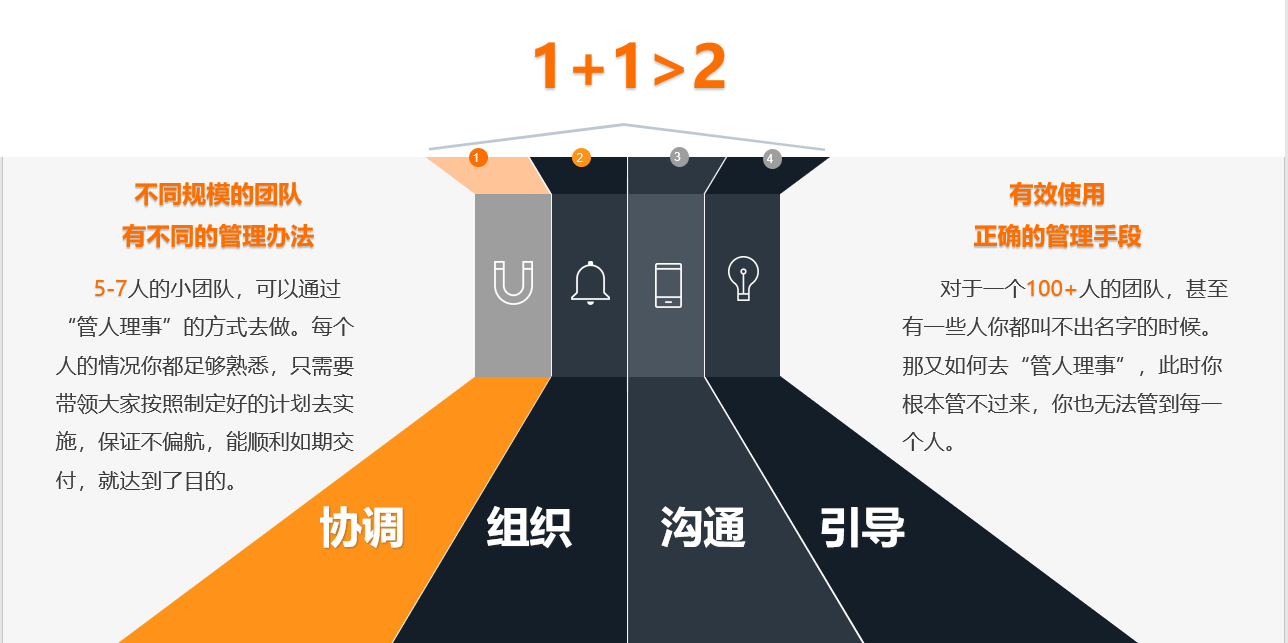 1+1>2
1
2
3
4
不同规模的团队
有不同的管理办法
5-7人的小团队，可以通过
“管人理事”的方式去做。每个
人的情况你都足够熟悉，只需要
带领大家按照制定好的计划去实
施，保证不偏航，能顺利如期交
付，就达到了目的。
有效使用
正确的管理手段
对于一个100+人的团队，甚至
有一些人你都叫不出名字的时候。
那又如何去“管人理事”，此时你
根本管不过来，你也无法管到每一
个人。
协调
组织
沟通
引导